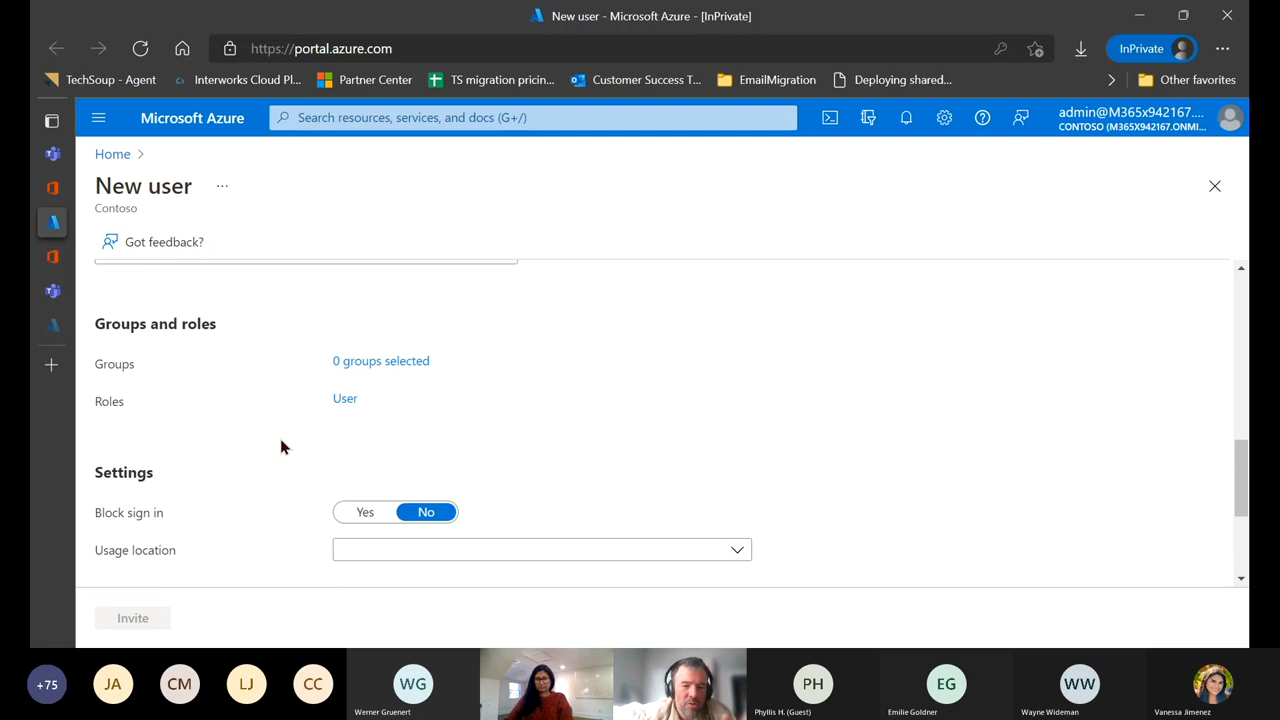 New user - Microsoft Azure - [InPrivate]
https://portal.azure.com
InPrivate
TechSoup - Agent
Interworks Cloud Pl...
Partner Center
TS migration pricin...
Customer Success T...
EmailMigration
Deploying shared...
Other favorites
Microsoft Azure
Search resources, services, and docs (G+/)
admin@M365x942167....
CONTOSO (M365X942167.ONMI...
Home
New user
...
Contoso
Got feedback?
Groups and roles
Groups
0 groups selected
Roles
User
Settings
Block sign in
Yes
No
Usage location
Invite
+75
JA
CM
LJ
CC
WG
Werner Gruenert
PH
Phyllis H. (Guest)
EG
Emilie Goldner
WW
Wayne Wideman
Vanessa Jimenez